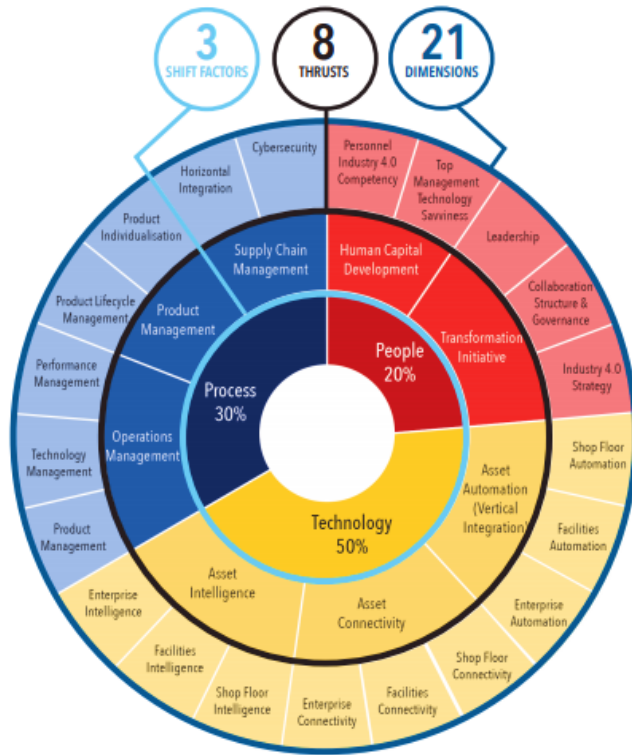 3
SHIFT FACTORS
8
THRUSTS
21
DIMENSIONS
Cybersecurity
Horizontal
Integration
Product
Individualisation
Product Lifecycle
Management
Performance
Management
Technology
Management
Product
Management
Personnel
Industry 4.0
Competency
Top
Management
Technology
Savviness
Leadership
Collaboration
Structure &
Governance
Industry 4.0
Strategy
Shop Floor
Automation
Facilities
Automation
Enterprise
Automation
Shop Floor
Connectivity
Facilities
Connectivity
Enterprise
Connectivity
Shop Floor
Intelligence
Facilities
Intelligence
Enterprise
Intelligence
Supply Chain
Management
Product
Management
Operations
Management
Human Capital
Development
Transformation
Initiative
Asset
Automation
(Vertical
Integration)
Asset
Connectivity
Asset
Intelligence
Process
30%
People
20%
Technology
50%